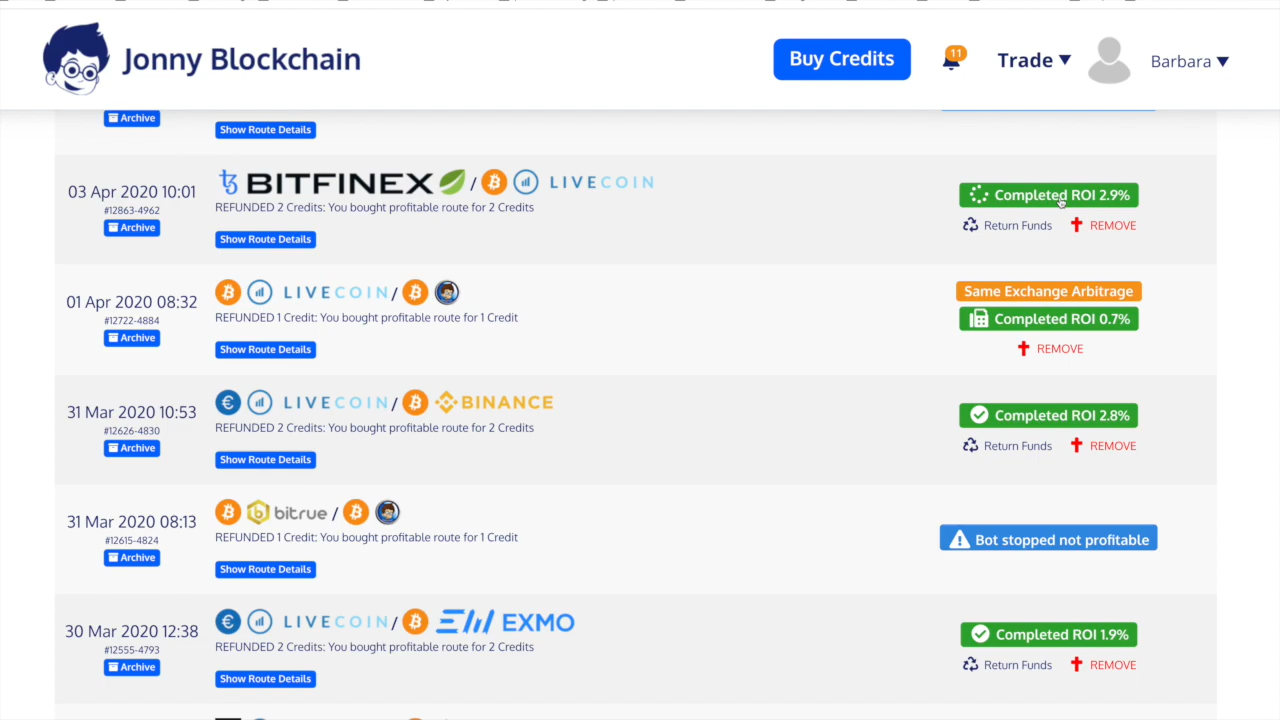 Jonny Blockchain
Buy Credits
11
Trade
Barbara
Archive
Show Route Details
03 Apr 2020 10:01
#12863-4962
Archive
BITFINEX / LIVECOIN
REFUNDED 2 Credits: You bought profitable route for 2 Credits
Show Route Details
Completed ROI 2.9%
Return Funds REMOVE
01 Apr 2020 08:32
#12722-4884
Archive
LIVECOIN /
REFUNDED 1 Credit: You bought profitable route for 1 Credit
Show Route Details
Same Exchange Arbitrage
Completed ROI 0.7%
REMOVE
31 Mar 2020 10:53
#12626-4830
Archive
LIVECOIN / BINANCE
REFUNDED 2 Credits: You bought profitable route for 2 Credits
Show Route Details
Completed ROI 2.8%
Return Funds REMOVE
31 Mar 2020 08:13
#12615-4824
Archive
bitrue /
REFUNDED 1 Credit: You bought profitable route for 1 Credit
Show Route Details
Bot stopped not profitable
30 Mar 2020 12:38
#12555-4793
Archive
LIVECOIN / EXMO
REFUNDED 2 Credits: You bought profitable route for 2 Credits
Show Route Details
Completed ROI 1.9%
Return Funds REMOVE